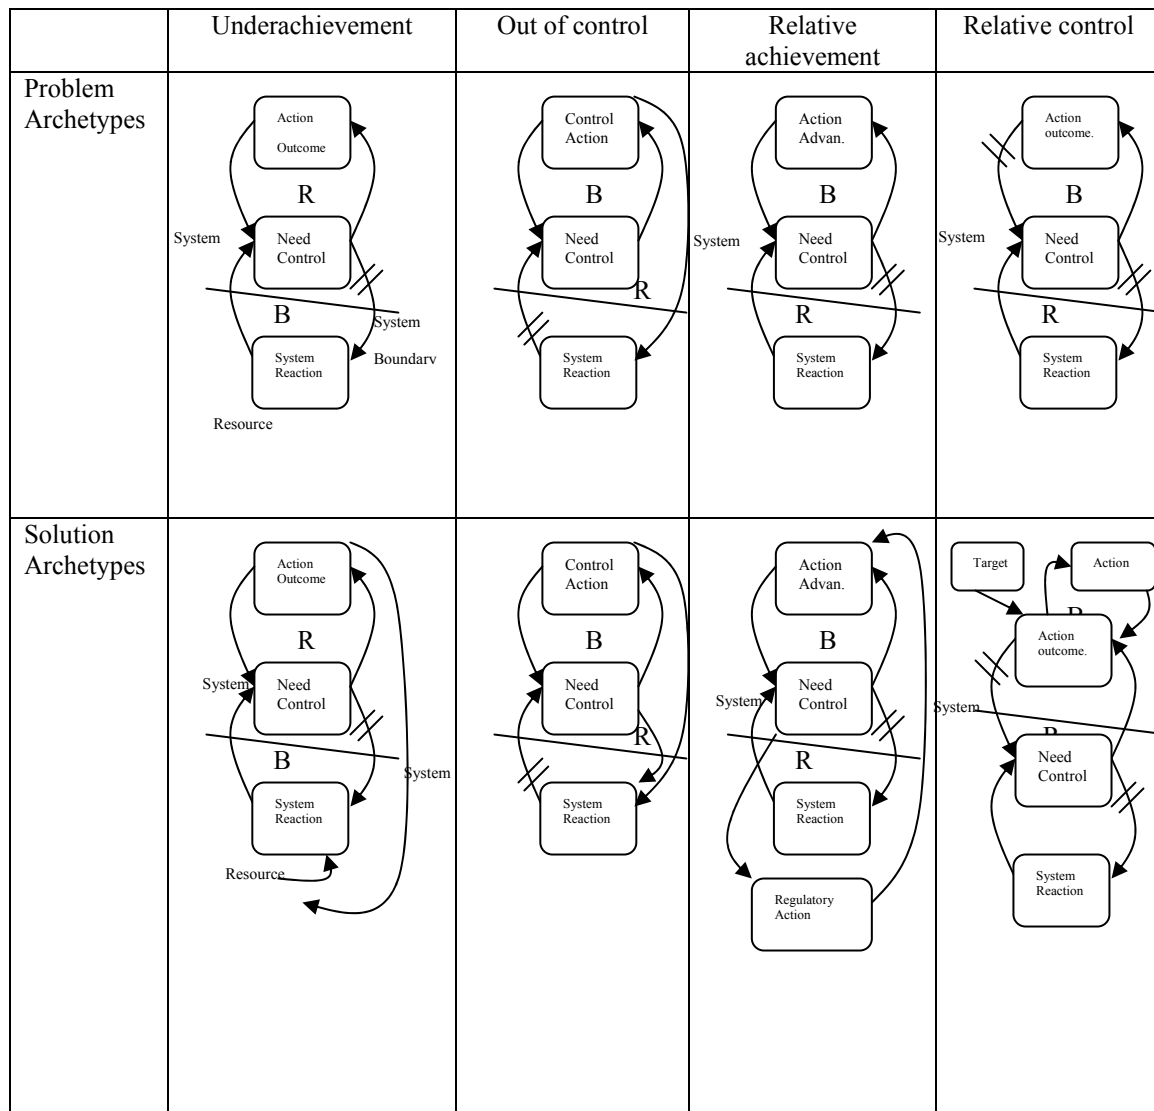 Underachievement
Out of control
Relative
achievement
Relative control
Problem
Archetypes
Action
Outcome
R
System
Need
Control
B
System
Boundary
System
Reaction
Resource
Control
Action
B
Need
Control
R
System
Reaction
Action
Advan.
B
System
Need
Control
R
System
Reaction
Action
outcome.
B
System
Need
Control
R
System
Reaction
Solution
Archetypes
Action
Outcome
R
System
Need
Control
B
System
System
Reaction
Resource
Control
Action
B
Need
Control
R
System
Reaction
Action
Advan.
B
System
Need
Control
R
System
Reaction
Regulatory
Action
Target
Action
Action
outcome.
System
Need
Control
System
Reaction